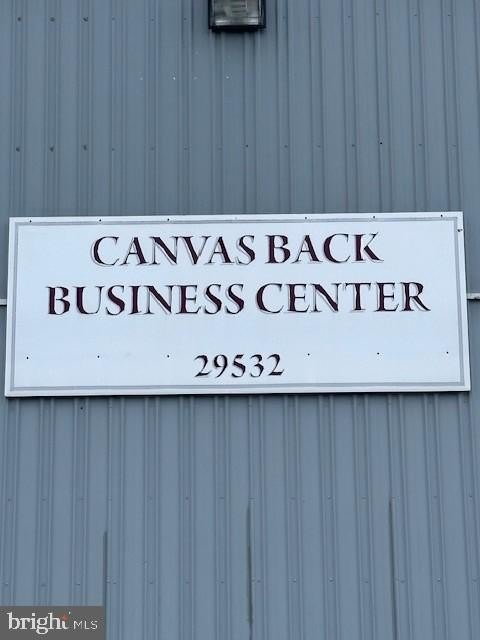 CANVAS BACK
BUSINESS CENTER
29532
bright MLS